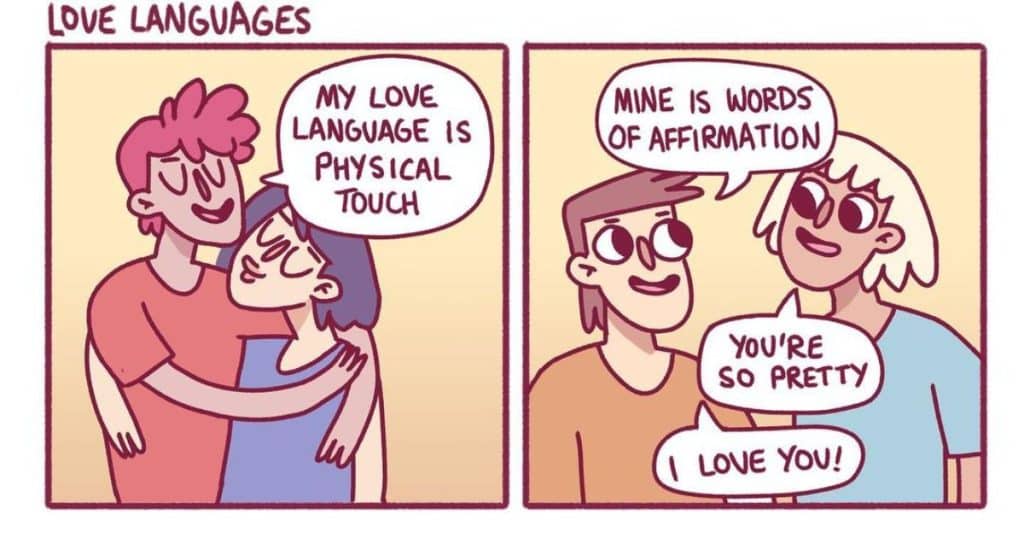 LOVE LANGUAGES
MY LOVE
LANGUAGE IS
PHYSICAL
TOUCH
MINE IS WORDS
OF AFFIRMATION
YOU'RE
SO PRETTY
I LOVE YOU!